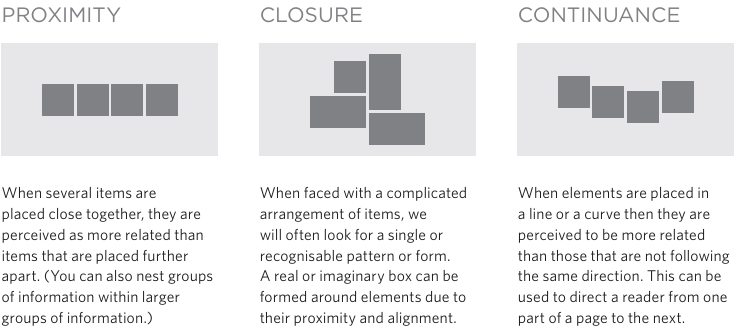 PROXIMITY
When several items are
placed close together, they are
perceived as more related than
items that are placed further
apart. (You can also nest groups
of information within larger
groups of information.)
CLOSURE
When faced with a complicated
arrangement of items, we
will often look for a single or
recognisable pattern or form.
A real or imaginary box can be
formed around elements due to
their proximity and alignment.
CONTINUANCE
When elements are placed in
a line or a curve then they are
perceived to be more related
than those that are not following
the same direction. This can be
used to direct a reader from one
part of a page to the next.